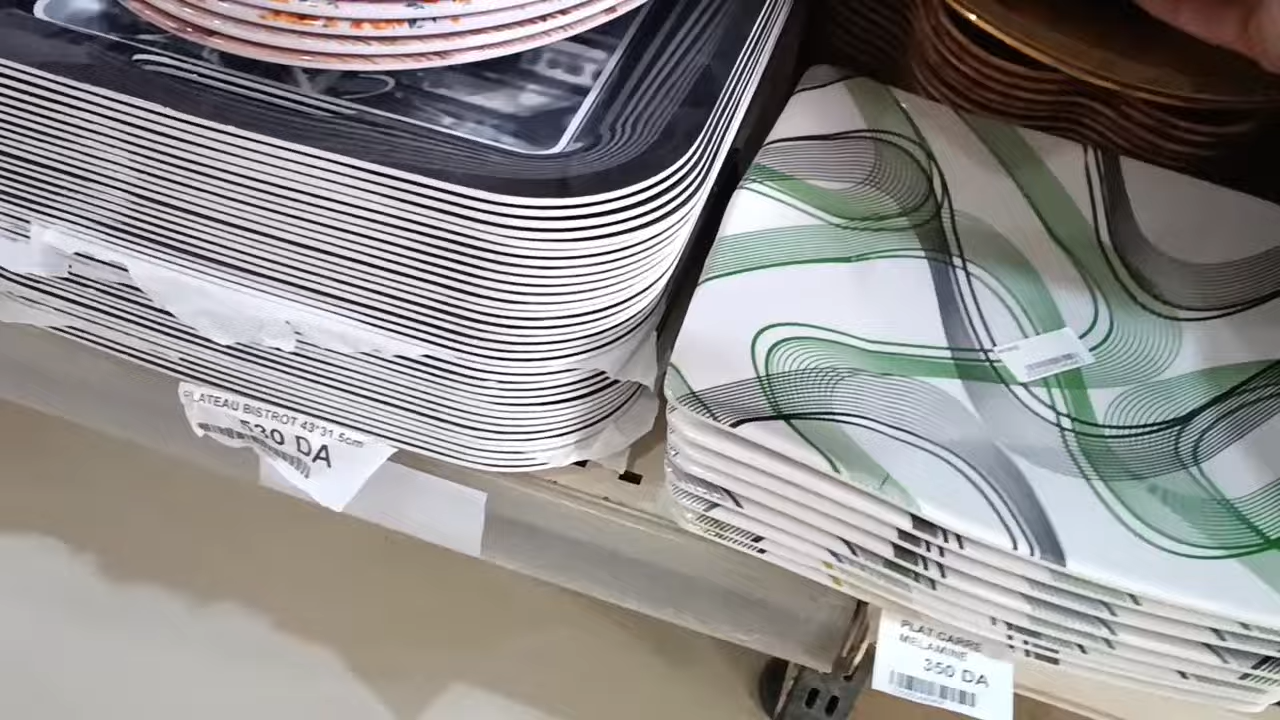 PLATEAU BISTROT 43*31.5cm
530 DA
PLAT CARRE
MELAMINE
350 DA